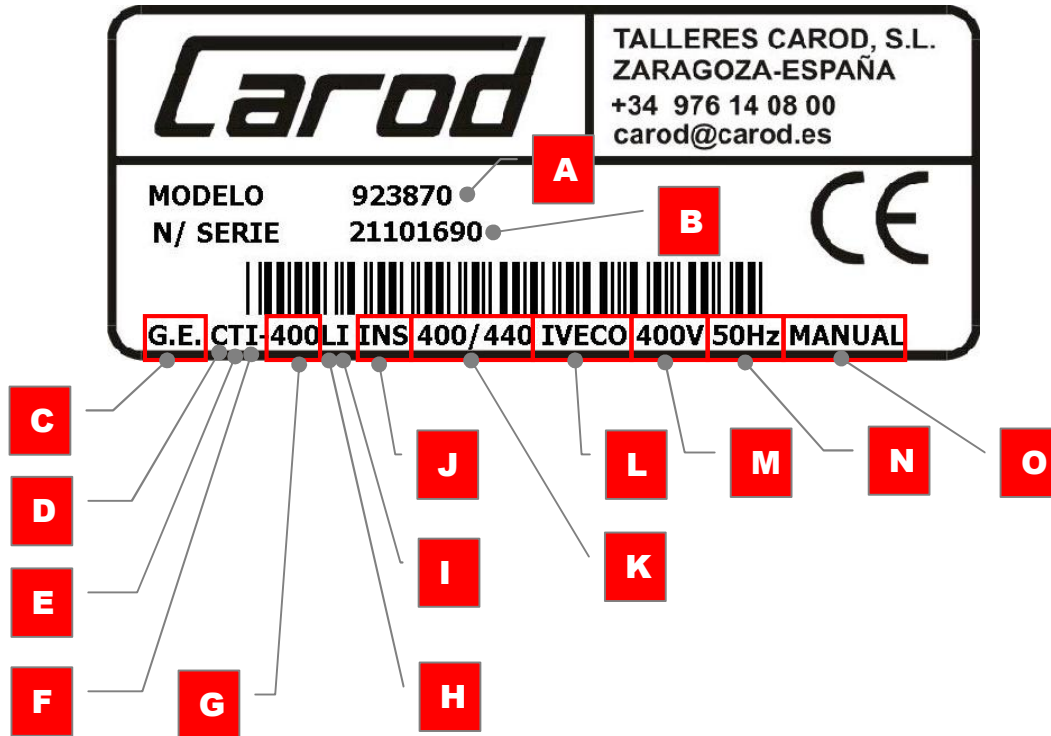 Carod
TALLERES CAROD, S.L.
ZARAGOZA-ESPAÑA
+34 976 14 08 00
carod@carod.es
A
MODELO 923870
B
N/ SERIE 21101690
CE
G.E. CTI-400LI INS 400/440 IVECO 400V 50Hz MANUAL
C
J
L
M
N
O
D
I
K
E
F
G
H